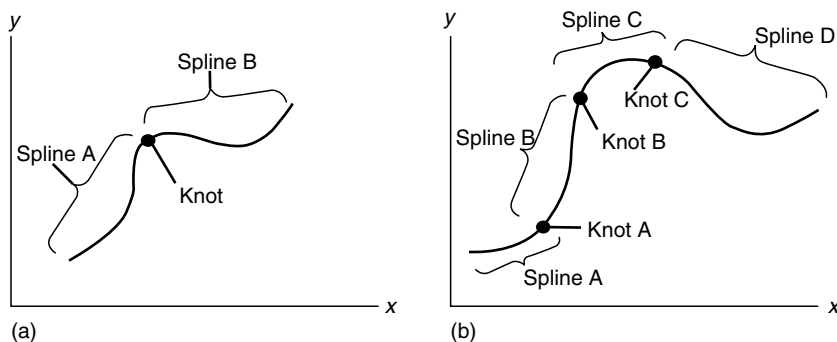 y
Spline B
Spline A
Knot
x
(a)
y
Spline C
Spline D
Knot C
Spline B
Knot B
Knot A
Spline A
x
(b)